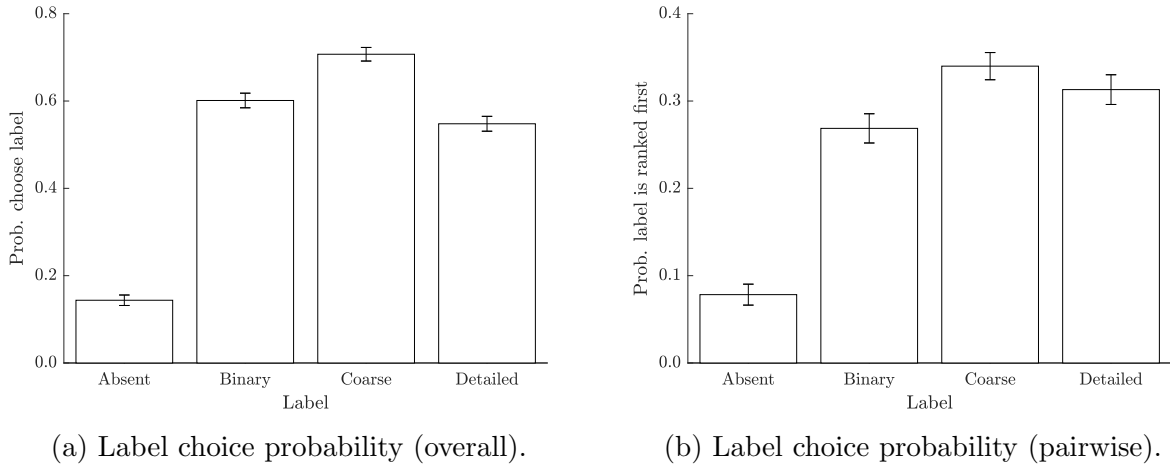 0.8
0.6
0.4
0.2
0.0
Prob. choose label
Absent Binary Coarse Detailed
Label
(a) Label choice probability (overall).
0.4
0.3
0.2
0.1
0.0
Prob. label is ranked first
Absent Binary Coarse Detailed
Label
(b) Label choice probability (pairwise).